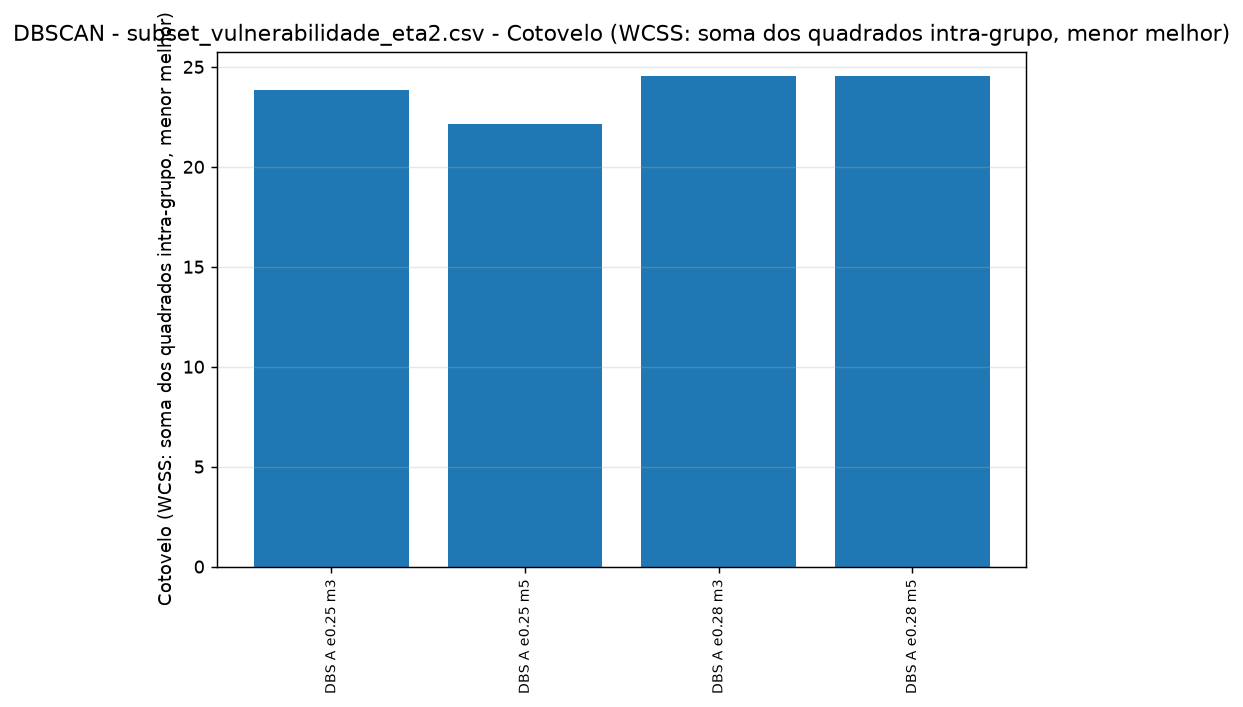 DBSCAN - subset_vulnerabilidade_eta2.csv - Cotovelo (WCSS: soma dos quadrados intra-grupo, menor melhor)
Cotovelo (WCSS: soma dos quadrados intra-grupo, menor melhor)
25
20
15
10
5
0
DBS A e0.25 m3
DBS A e0.25 m5
DBS A e0.28 m3
DBS A e0.28 m5